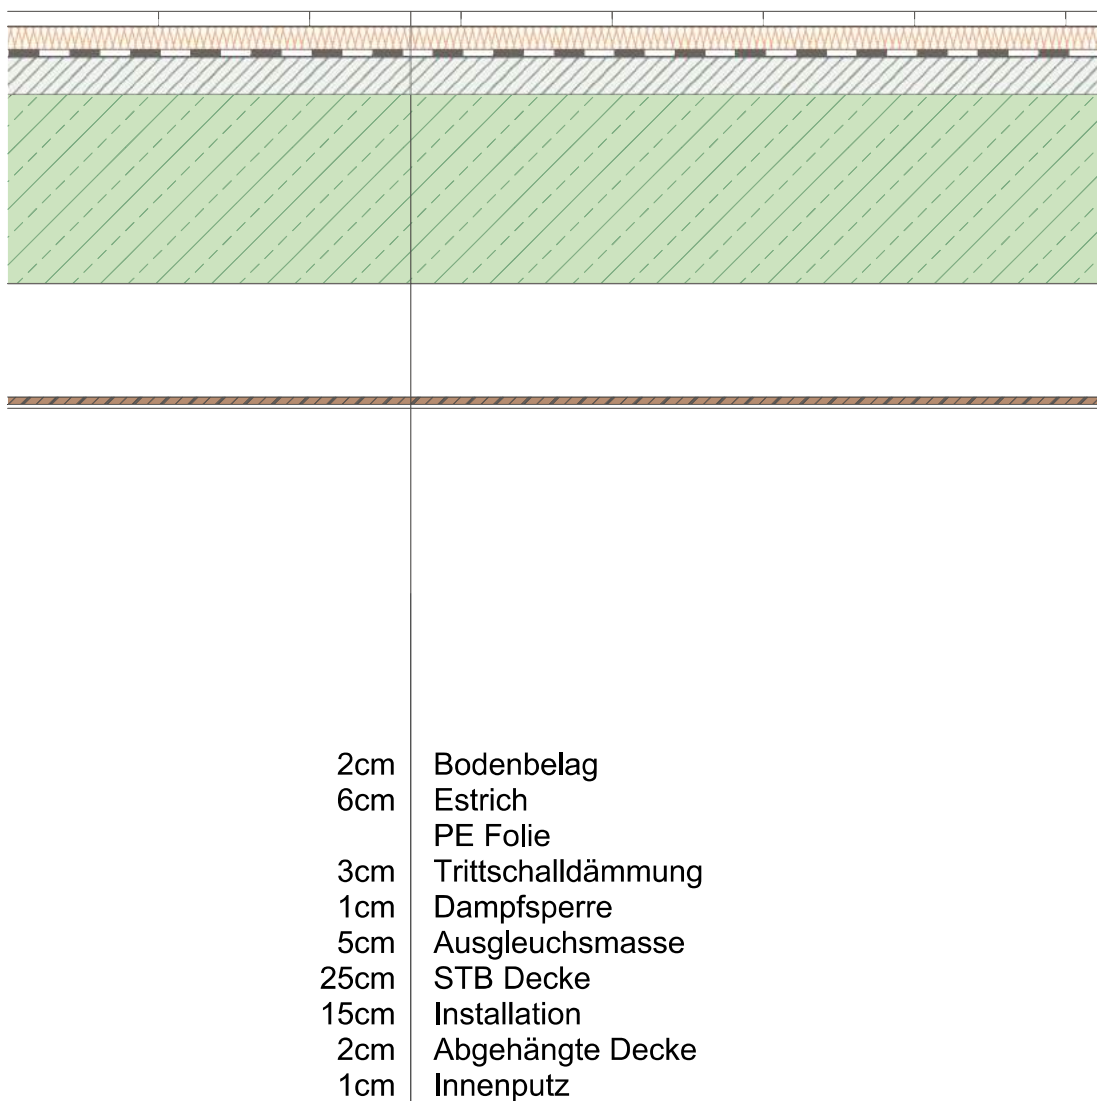 2cm Bodenbelag
6cm Estrich
PE Folie
3cm Trittschalldämmung
1cm Dampfsperre
5cm Ausgleuchsmasse
25cm STB Decke
15cm Installation
2cm Abgehängte Decke
1cm Innenputz